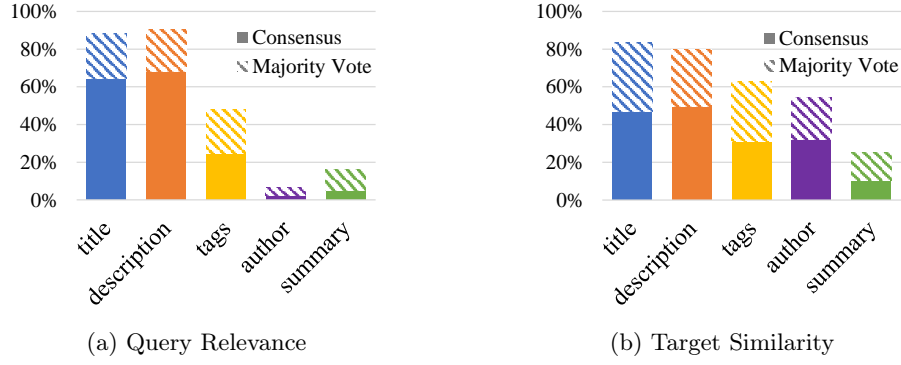 100%
80%
60%
40%
20%
0%
Consensus
Majority Vote
title
description
tags
author
summary
(a) Query Relevance
100%
80%
60%
40%
20%
0%
Consensus
Majority Vote
title
description
tags
author
summary
(b) Target Similarity